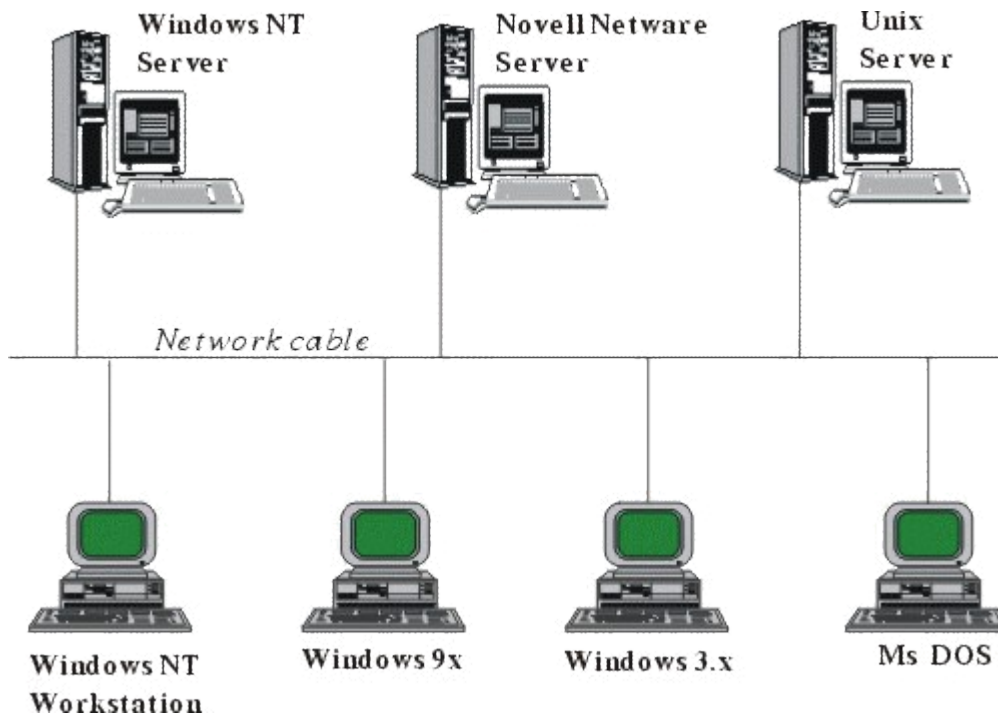 Windows NT
Server
Novell Netware
Server
Unix
Server
Network cable
Windows NT
Workstation
Windows 9x
Windows 3.x
Ms DOS